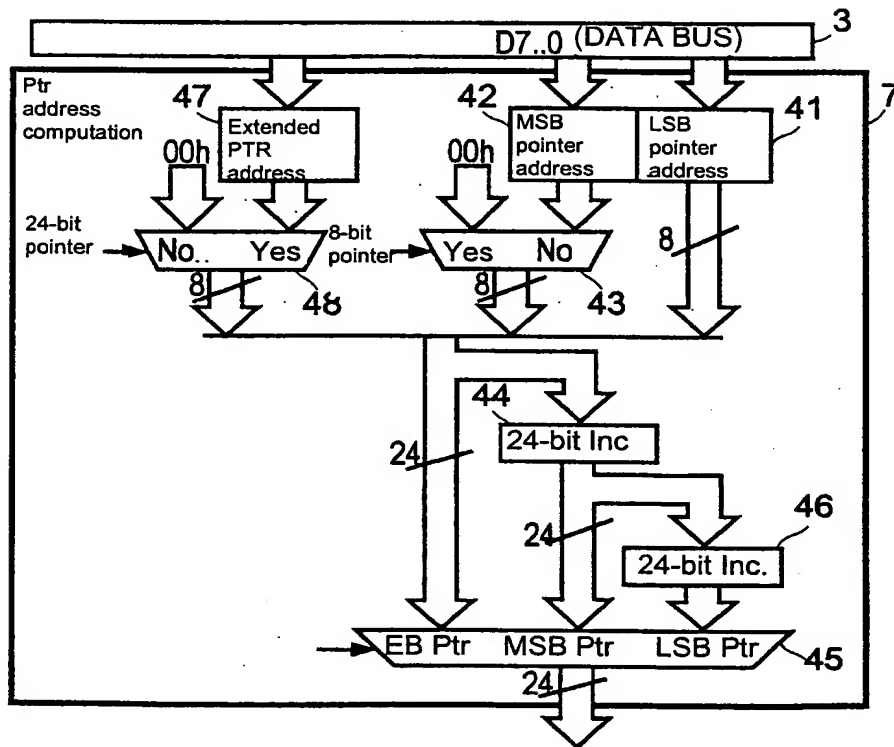 D7..0 (DATA BUS)
3
Ptr
address
computation
47
42
41
7
Extended
PTR
address
MSB
pointer
address
LSB
pointer
address
00h
00h
24-bit
pointer
No.. Yes
8-bit
pointer
Yes No
8
8
8
48
43
44
24-bit Inc
24
24
46
24-bit Inc.
EB Ptr MSB Ptr LSB Ptr
45
24